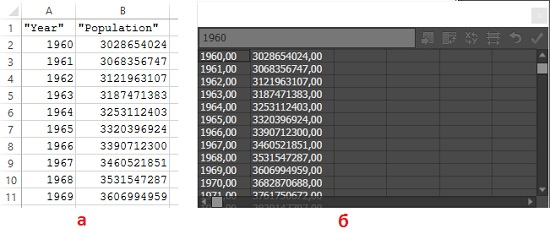 A B
1 "Year" "Population"
2 1960 3028654024
3 1961 3068356747
4 1962 3121963107
5 1963 3187471383
6 1964 3253112403
7 1965 3320396924
8 1966 3390712300
9 1967 3460521851
10 1968 3531547287
11 1969 3606994959
а
1960
1960,00 3028654024,00
1961,00 3068356747,00
1962,00 3121963107,00
1963,00 3187471383,00
1964,00 3253112403,00
1965,00 3320396924,00
1966,00 3390712300,00
1967,00 3460521851,00
1968,00 3531547287,00
1969,00 3606994959,00
1970,00 3682870688,00
1971,00 3761750672,00
б